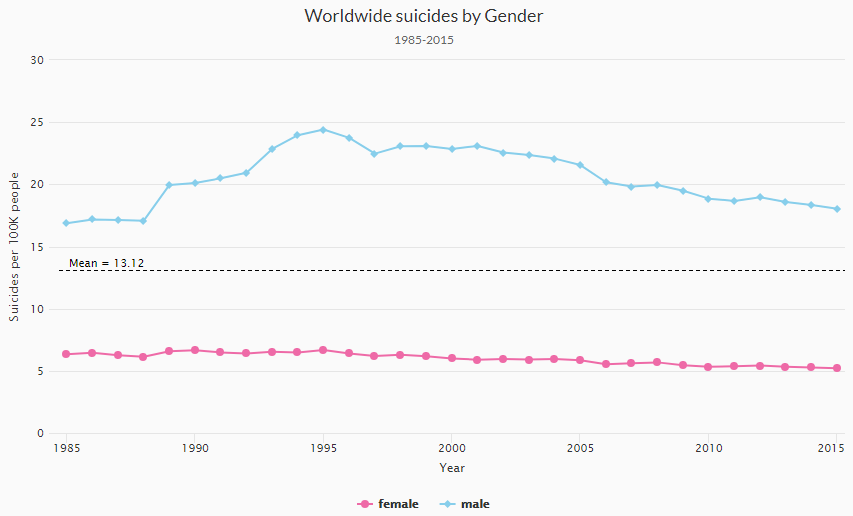 Worldwide suicides by Gender
1985-2015
Suicides per 100K people
30
25
20
15
Mean = 13.12
10
5
0
1985 1990 1995 2000 2005 2010 2015
Year
female male